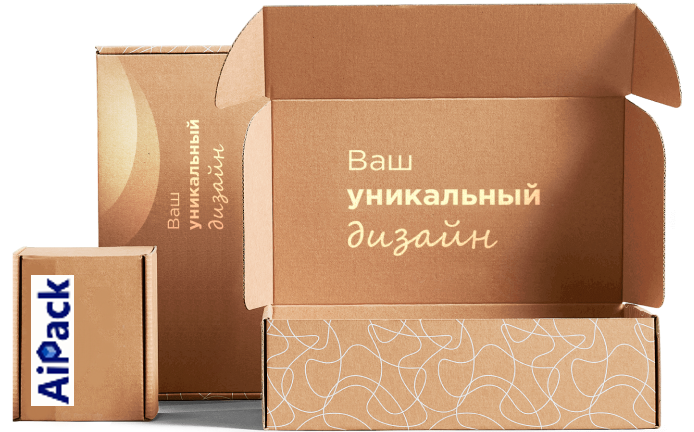 Ваш
уникальный
дизайн
Ваш
уникальный
дизайн
AiPack